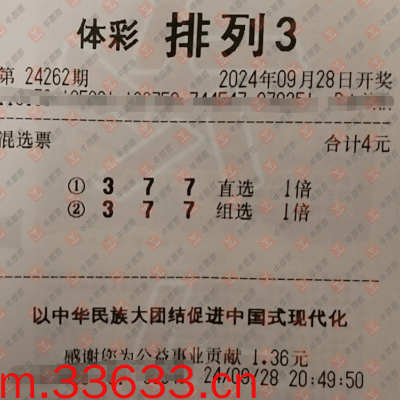 体彩 排列3
第 24262期 2024年09月28日开奖
混选票 合计4元
① 3 7 7 直选 1倍
② 3 7 7 组选 1倍
以中华民族大团结促进中国式现代化
感谢您为公益事业贡献 1.36元
24/09/28 20:49:50
m.33633.cn